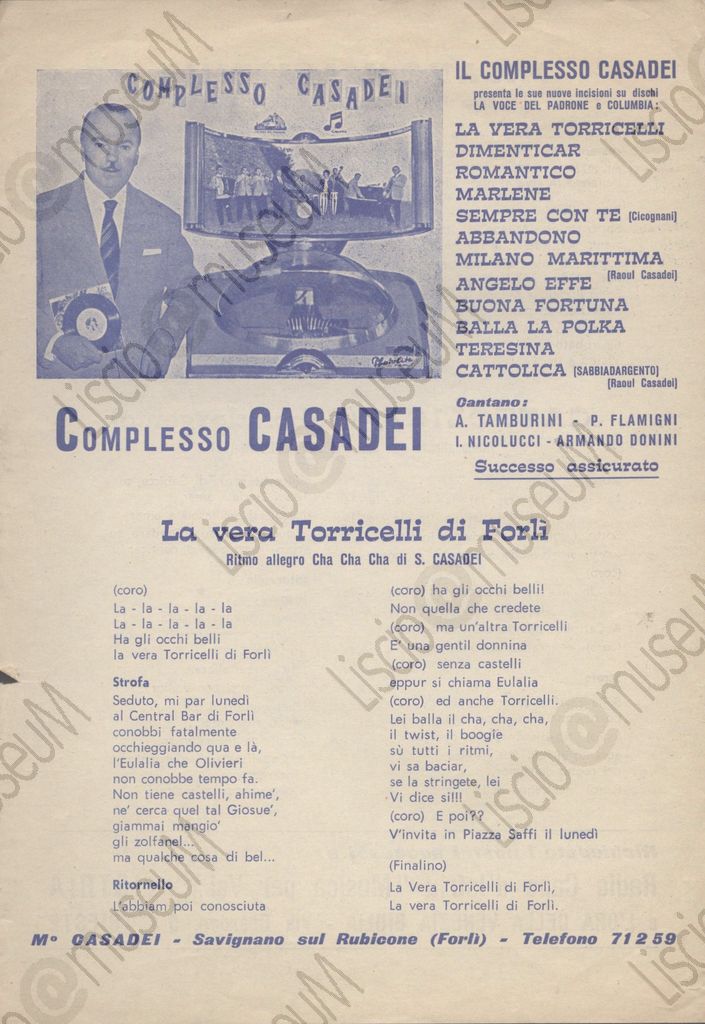 COMPLESSO CASADEI
IL COMPLESSO CASADEI
presenta le sue nuove incisioni su dischi
LA VOCE DEL PADRONE e COLUMBIA:
LA VERA TORRICELLI
DIMENTICAR
ROMANTICO
MARLENE
SEMPRE CON TE [Cicognani]
ABBANDONO
MILANO MARITTIMA
[Raoul Casadei]
ANGELO EFFE
BUONA FORTUNA
BALLA LA POLKA
TERESINA
CATTOLICA [SABBIADARGENTO]
[Raoul Casadei]
Cantano:
A. TAMBURINI - P. FLAMIGNI
I. NICOLUCCI - ARMANDO DONINI
Successo assicurato
COMPLESSO CASADEI
La vera Torricelli di Forlì
Ritmo allegro Cha Cha Cha di S. CASADEI
(coro)
La - la - la - la - la
La - la - la - la - la
Ha gli occhi belli
la vera Torricelli di Forlì
Strofa
Seduto, mi par lunedì
al Central Bar di Forlì
conobbi fatalmente
occhieggiando qua e là,
l'Eulalia che Olivieri
non conobbe tempo fa.
Non tiene castelli, ahime',
ne' cerca quel tal Giosue',
giammai mangio'
gli zolfanel...
ma qualche cosa di bel...
Ritornello
L'abbiam poi conosciuta
(coro) ha gli occhi belli!
Non quella che credete
(coro) ma un'altra Torricelli
E' una gentil donnina
(coro) senza castelli
eppur si chiama Eulalia
(coro) ed anche Torricelli.
Lei balla il cha, cha, cha,
il twist, il boogie
sù tutti i ritmi,
vi sa baciar,
se la stringete, lei
Vi dice sì!!!
(coro) E poi??
V'invita in Piazza Saffi il lunedì
(Finalino)
La Vera Torricelli di Forlì,
La vera Torricelli di Forlì.
Mº CASADEI - Savignano sul Rubicone (Forlì) - Telefono 71259
Liscio@museuM